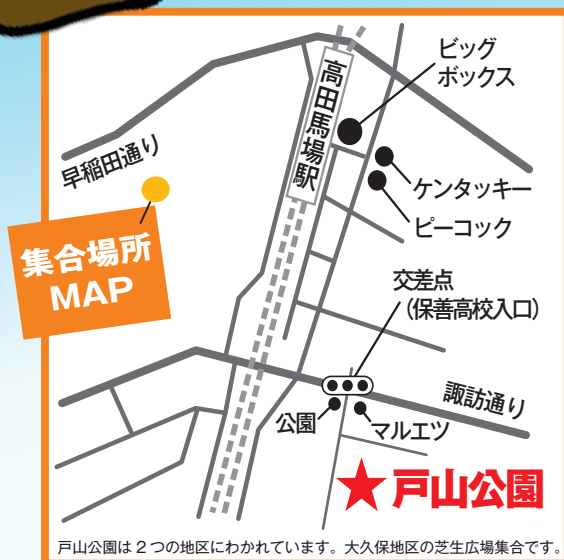 ビッグ
ボックス
高田馬場駅
早稲田通り
ケンタッキー
ピーコック
集合場所
MAP
交差点
（保善高校入口）
諏訪通り
公園
マルエツ
★戸山公園
戸山公園は２つの地区にわかれています。大久保地区の芝生広場集合です。